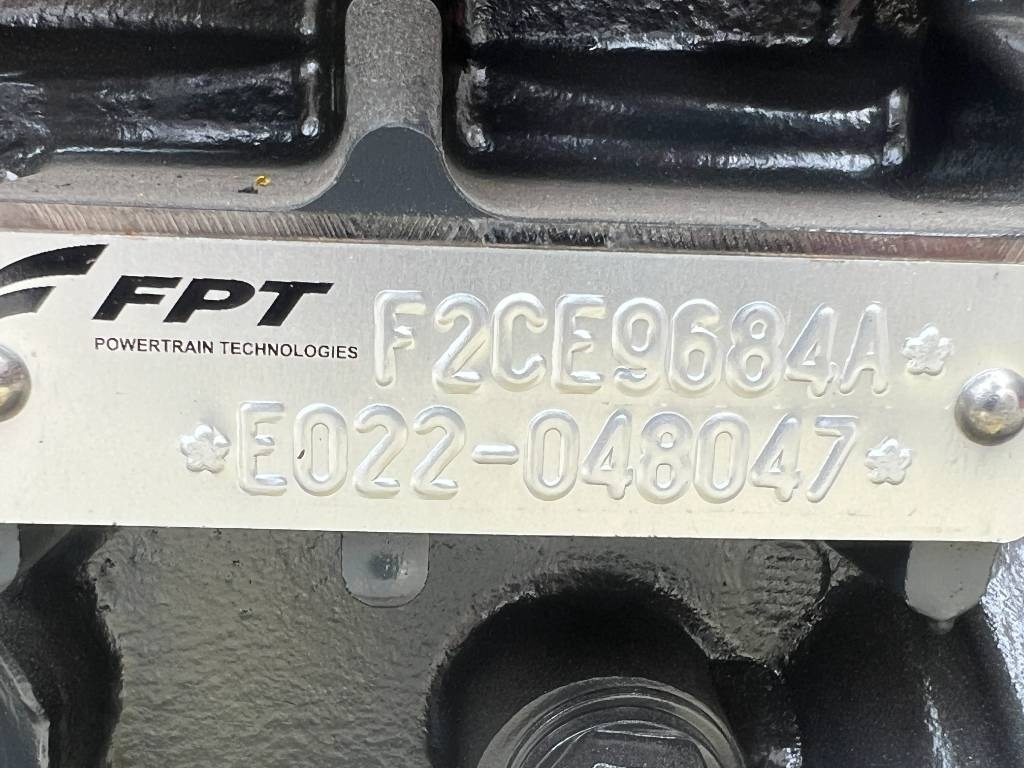 FPT
POWERTRAIN TECHNOLOGIES
F2CE9684A*
*E022-048047*